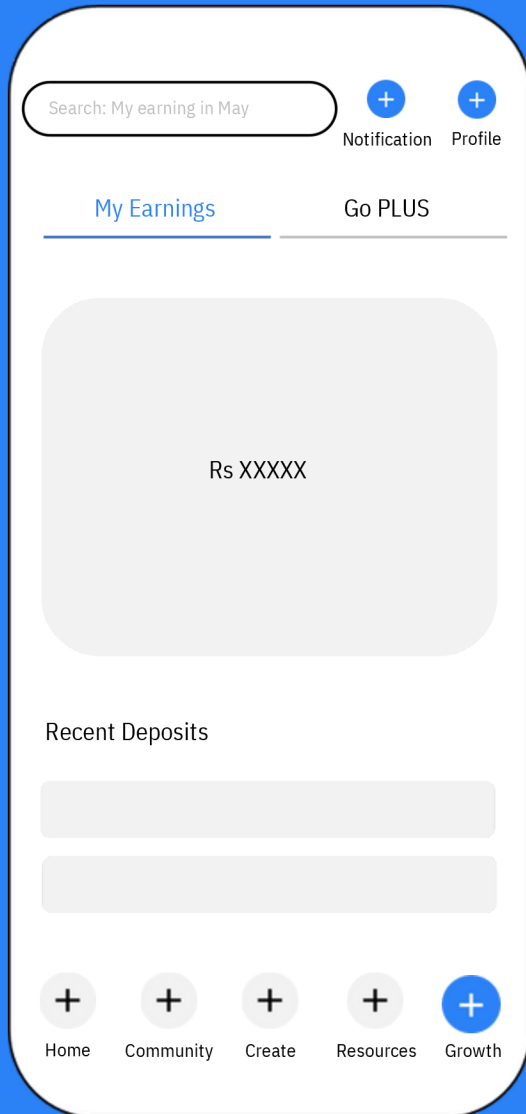 Search: My earning in May
Notification
Profile
My Earnings
Go PLUS
Rs XXXXX
Recent Deposits
Home
Community
Create
Resources
Growth